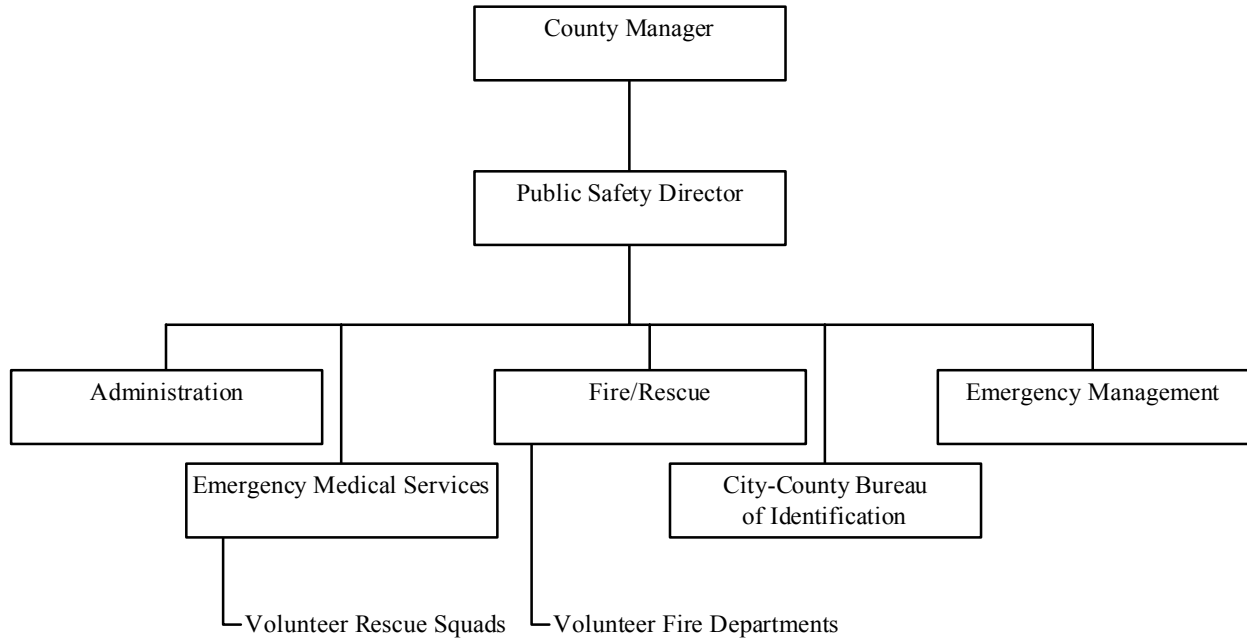 County Manager
Public Safety Director
Administration
Fire/Rescue
Emergency Management
Emergency Medical Services
City-County Bureau
of Identification
Volunteer Rescue Squads
Volunteer Fire Departments